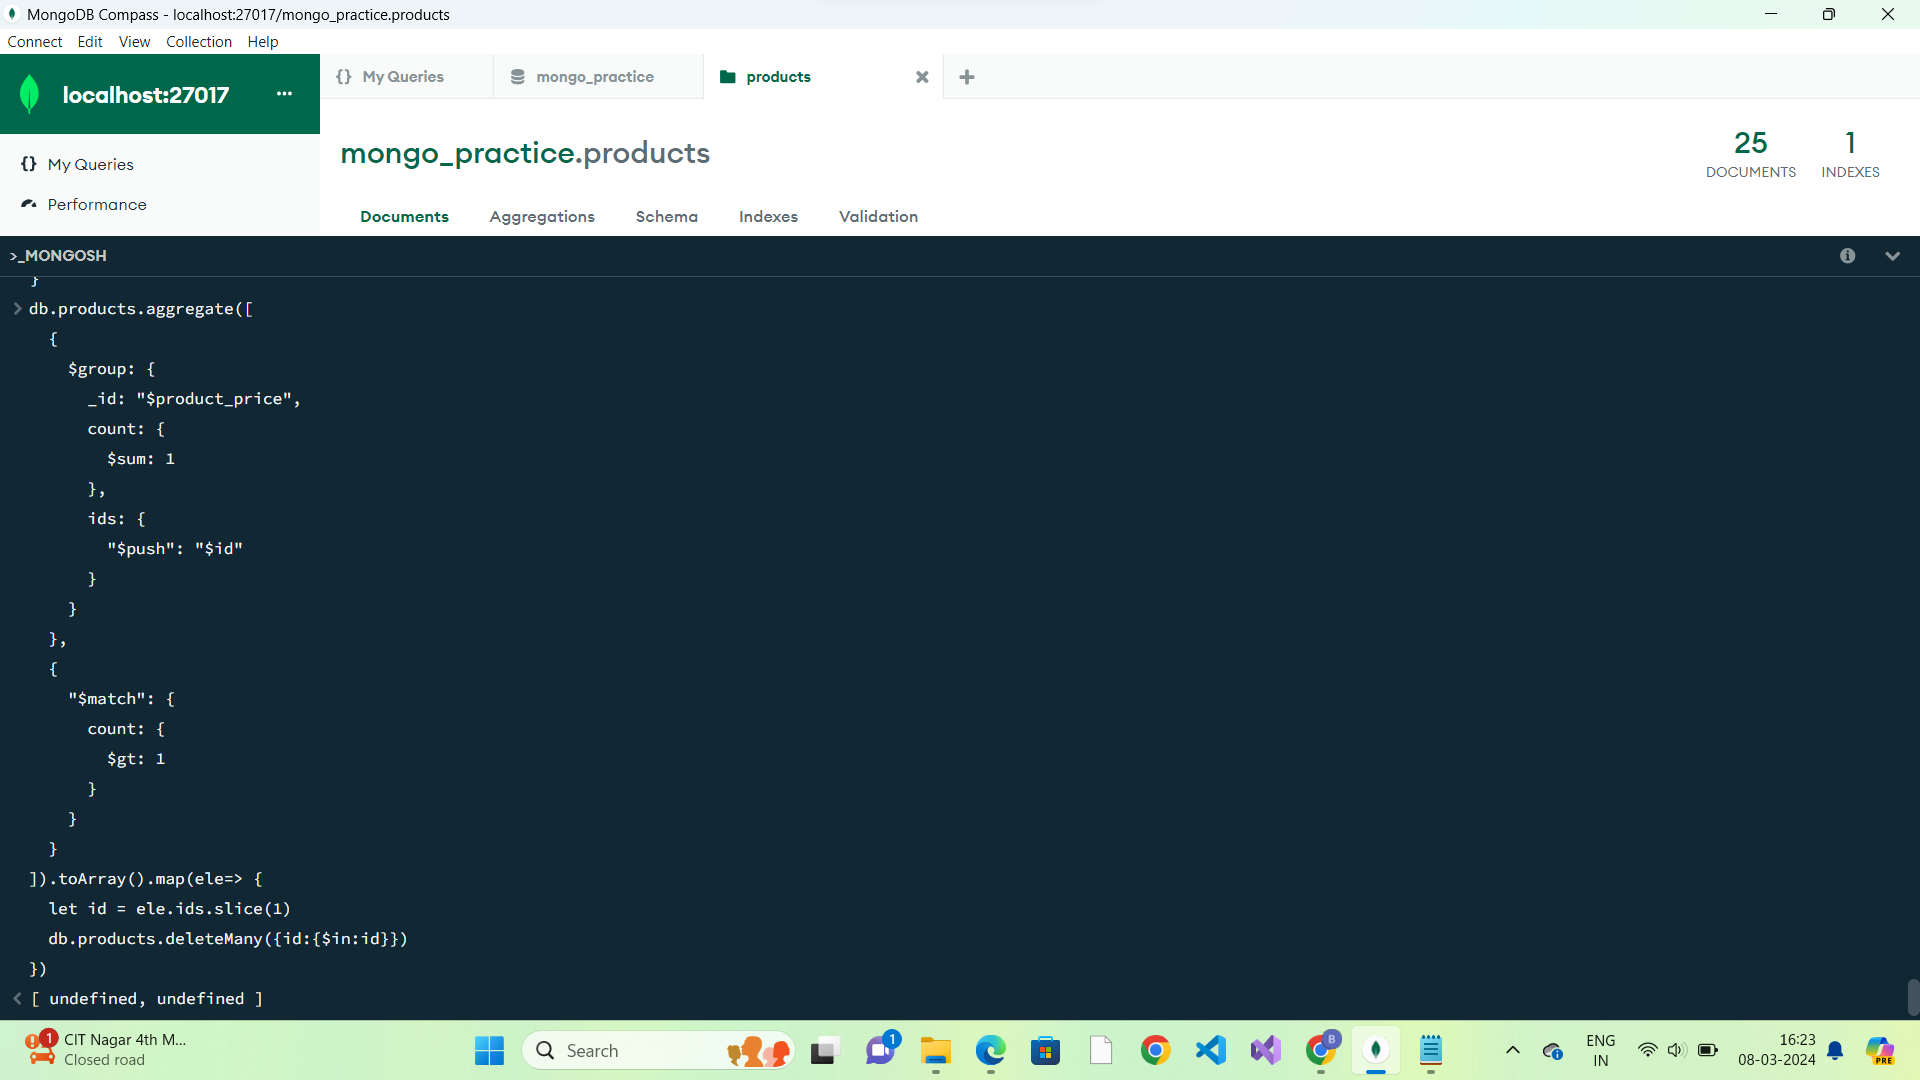 MongoDB Compass - localhost:27017/mongo_practice.products
Connect Edit View Collection Help
localhost:27017 ...
{} My Queries
mongo_practice
products
mongo_practice.products
25
DOCUMENTS
1
INDEXES
{} My Queries
Performance
Documents Aggregations Schema Indexes Validation
>_MONGOSH
}
> db.products.aggregate([
{
$group: {
_id: "$product_price",
count: {
$sum: 1
},
ids: {
"$push": "$id"
}
}
},
{
"$match": {
count: {
$gt: 1
}
}
}
]).toArray().map(ele=> {
let id = ele.ids.slice(1)
db.products.deleteMany({id:{$in:id}})
})
< [ undefined, undefined ]
1
CIT Nagar 4th M...
Closed road
Search
1
B
ENG
IN
16:23
08-03-2024
PRE